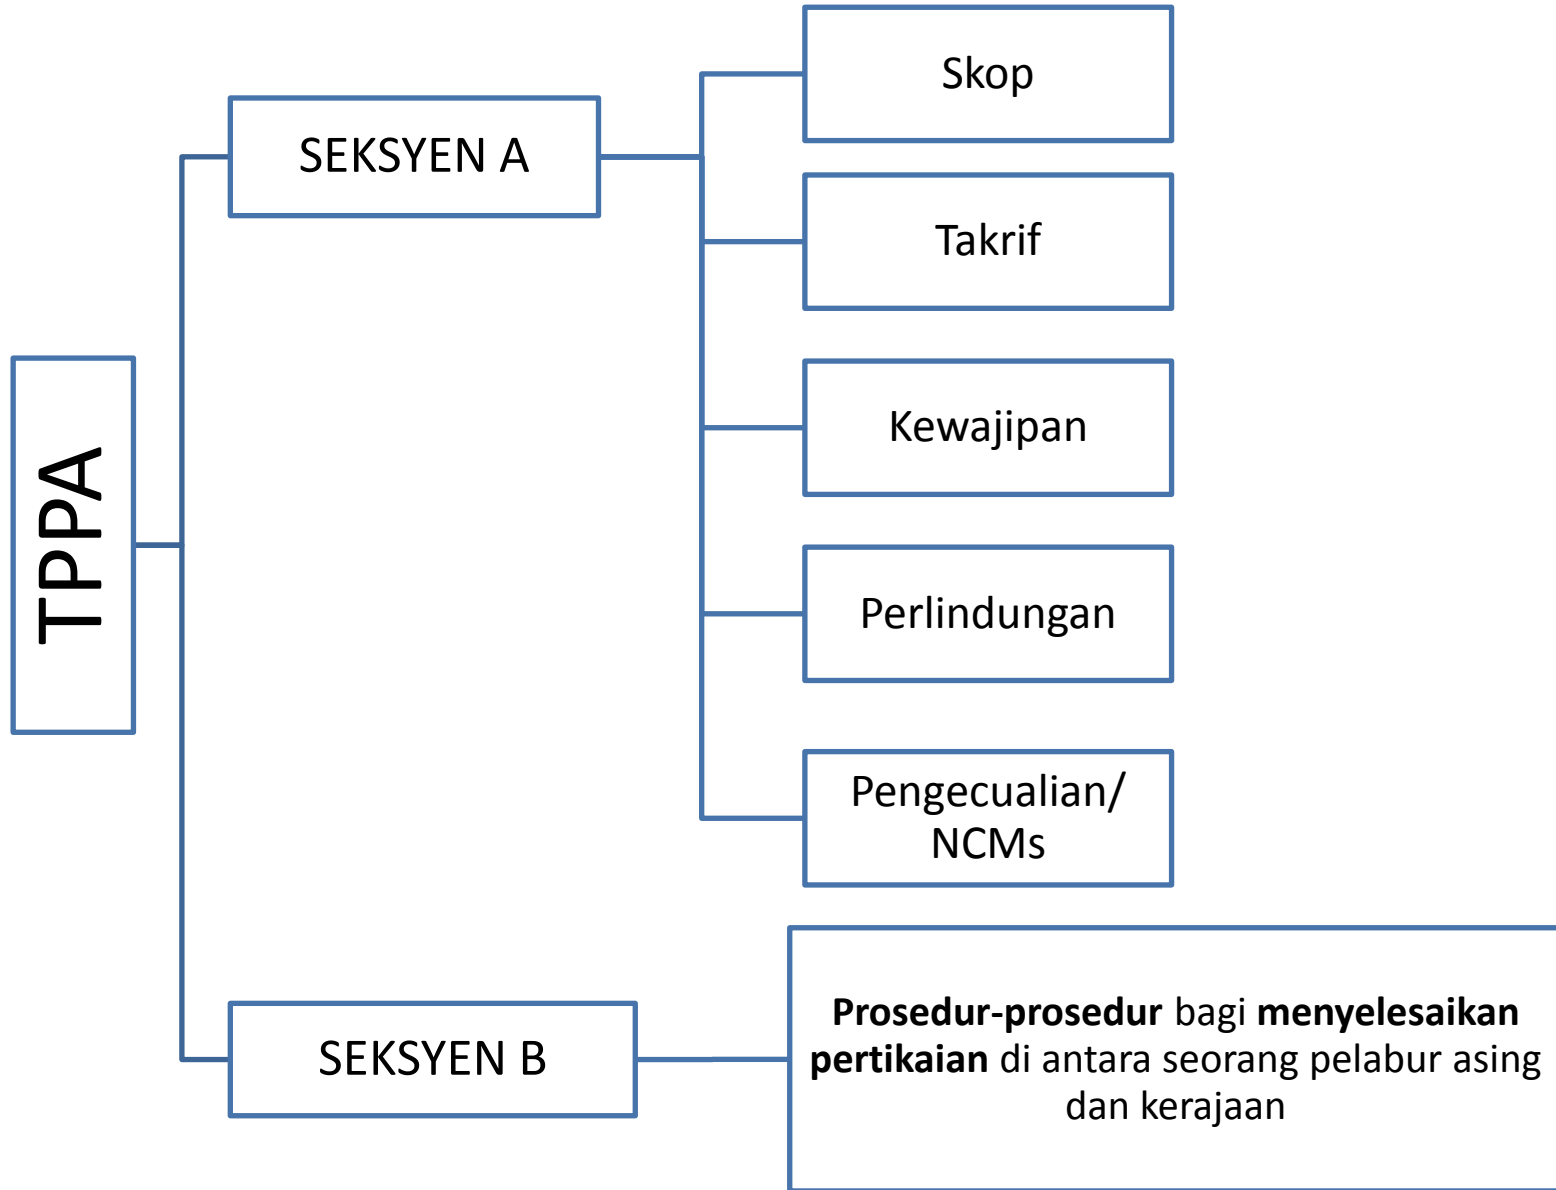 TPPA
SEKSYEN A
Skop
Takrif
Kewajipan
Perlindungan
Pengecualian/
NCMs
SEKSYEN B
Prosedur-prosedur bagi menyelesaikan
pertikaian di antara seorang pelabur asing
dan kerajaan